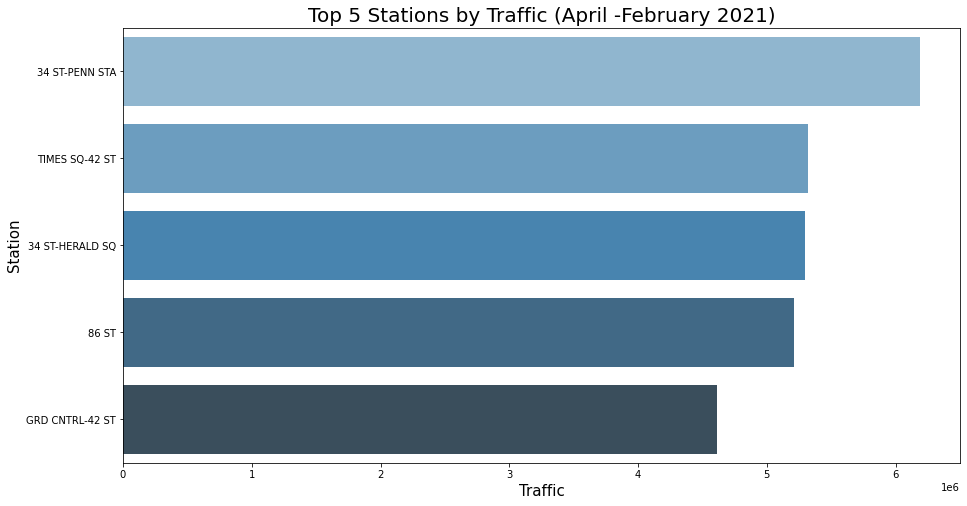 Top 5 Stations by Traffic (April -February 2021)
Station
34 ST-PENN STA
TIMES SQ-42 ST
34 ST-HERALD SQ
86 ST
GRD CNTRL-42 ST
0 1 2 3 4 5 6
1e6
Traffic